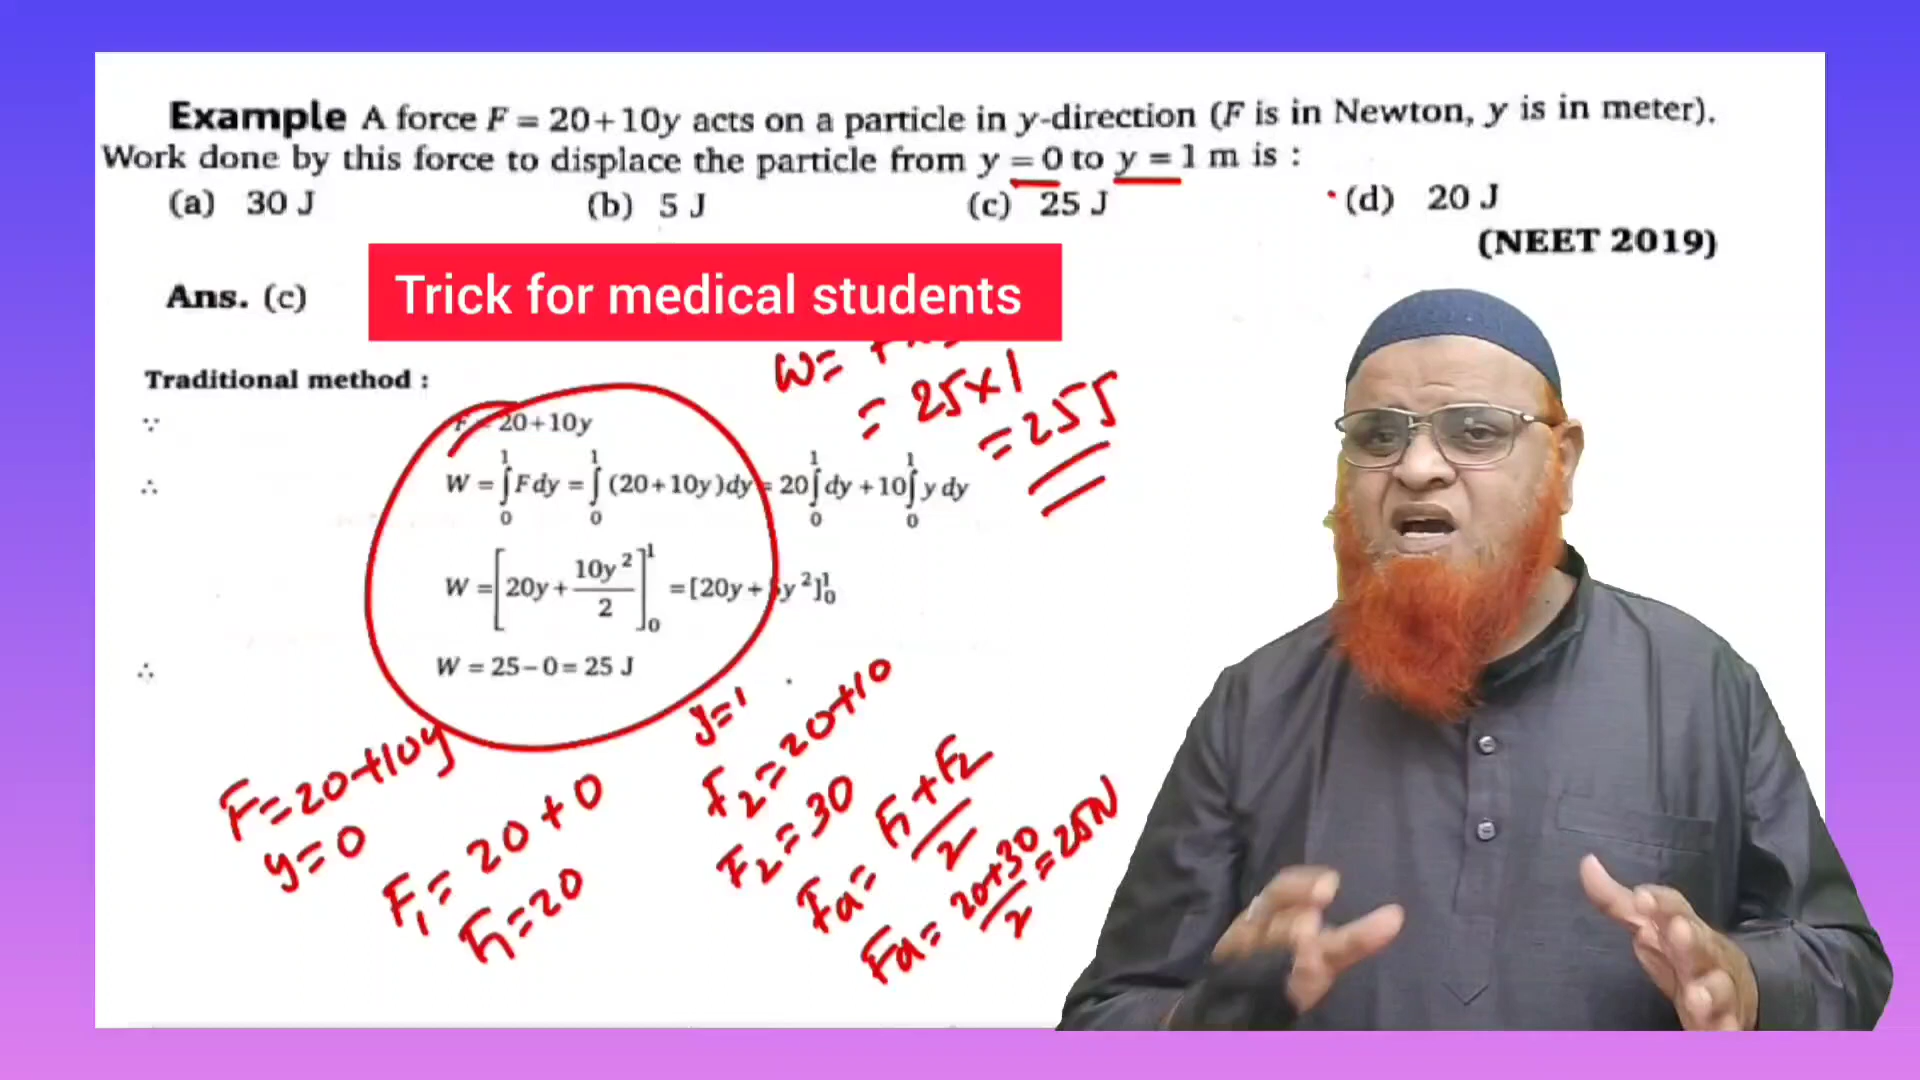 Example A force F = 20+10y acts on a particle in y-direction (F is in Newton, y is in meter).
Work done by this force to displace the particle from y = 0 to y = 1 m is :
(a) 30 J (b) 5 J (c) 25 J (d) 20 J
(NEET 2019)
Ans. (c)
Trick for medical students
W=
= 25×1
= 25J
Traditional method :
∵ F = 20+10y
∴ W = ∫₀¹ F dy = ∫₀¹ (20+10y)dy = 20∫₀¹ dy + 10∫₀¹ y dy
W = [20y + 10y²/2]₀¹ = [20y + y²]₀¹
∴ W = 25 – 0 = 25 J
F=20+10y
y=0
F₁= 20+0
F₁=20
y=1
F₂=20+10
F₂=30
Fa= F₁+F₂/2
Fa= 20+30/2 =25N